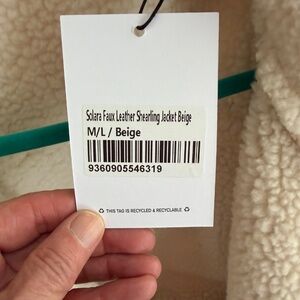 Solara Faux Leather Shearling Jacket Beige
M/L / Beige
9360905546319
♻ THIS TAG IS RECYCLED & RECYCLABLE ♻